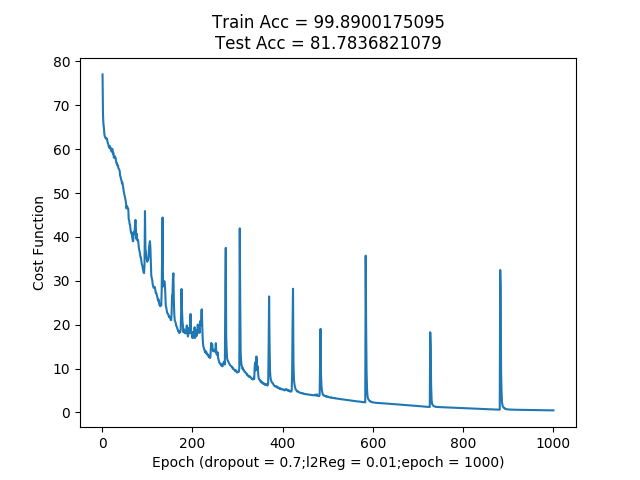 Train Acc = 99.8900175095
Test Acc = 81.7836821079
80
70
60
50
40
30
20
10
0
Cost Function
0 200 400 600 800 1000
Epoch (dropout = 0.7;l2Reg = 0.01;epoch = 1000)